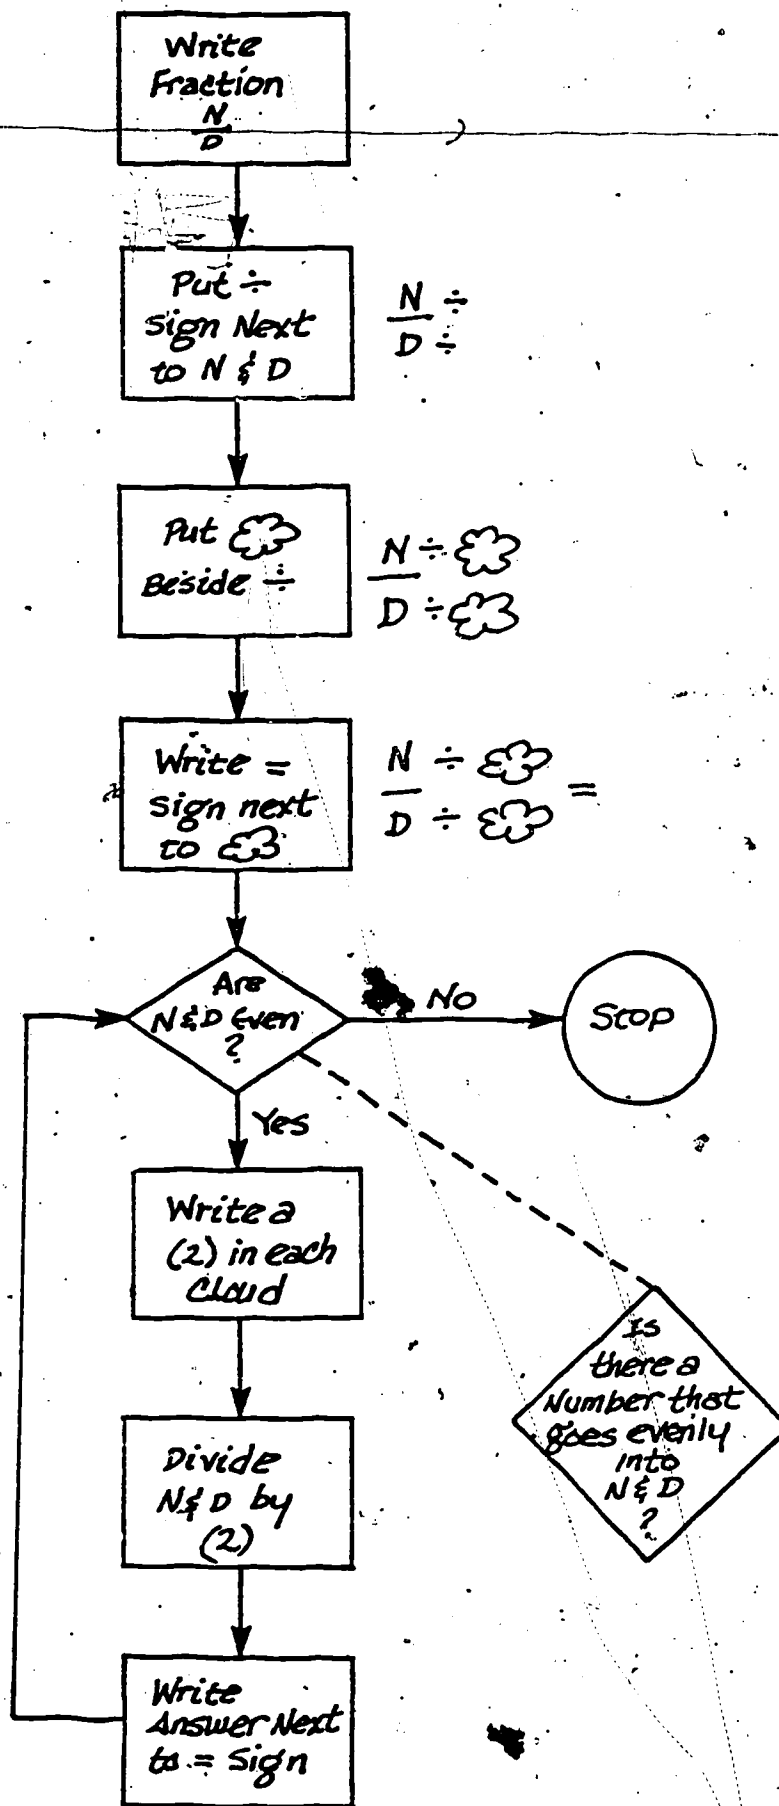 Write
Fraction
N
D
Put ÷
sign Next
to N & D
N ÷
D ÷
Put
Beside ÷
N ÷
D ÷
Write =
sign next
to
N ÷
D ÷
=
Are
N & D Even
?
No
Stop
Yes
Write a
(2) in each
Cloud
Is
there a
Number that
goes evenly
into
N & D
?
Divide
N & D by
(2)
Write
Answer Next
to = Sign